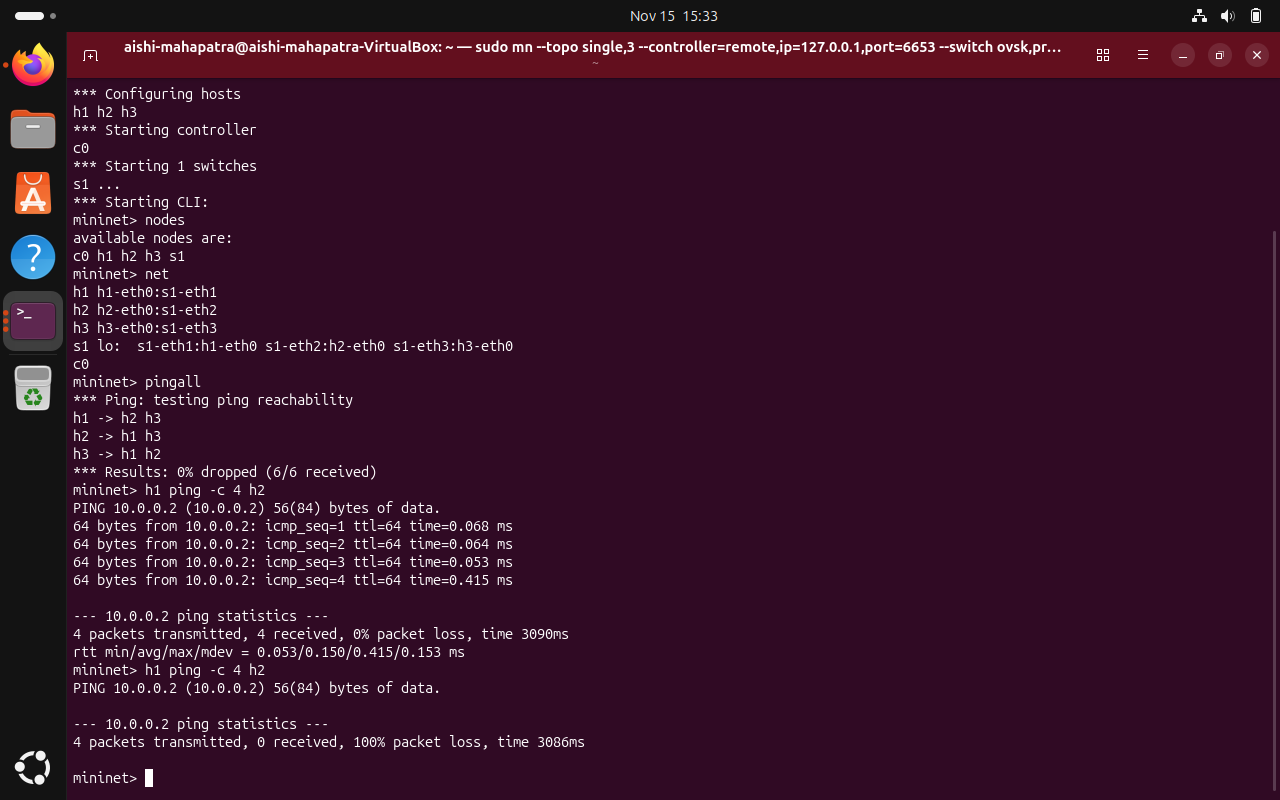 Nov 15 15:33
aishi-mahapatra@aishi-mahapatra-VirtualBox: ~ — sudo mn --topo single,3 --controller=remote,ip=127.0.0.1,port=6653 --switch ovsk,pr…
~
*** Configuring hosts
h1 h2 h3
*** Starting controller
c0
*** Starting 1 switches
s1 ...
*** Starting CLI:
mininet> nodes
available nodes are:
c0 h1 h2 h3 s1
mininet> net
h1 h1-eth0:s1-eth1
h2 h2-eth0:s1-eth2
h3 h3-eth0:s1-eth3
s1 lo:  s1-eth1:h1-eth0 s1-eth2:h2-eth0 s1-eth3:h3-eth0
c0
mininet> pingall
*** Ping: testing ping reachability
h1 -> h2 h3
h2 -> h1 h3
h3 -> h1 h2
*** Results: 0% dropped (6/6 received)
mininet> h1 ping -c 4 h2
PING 10.0.0.2 (10.0.0.2) 56(84) bytes of data.
64 bytes from 10.0.0.2: icmp_seq=1 ttl=64 time=0.068 ms
64 bytes from 10.0.0.2: icmp_seq=2 ttl=64 time=0.064 ms
64 bytes from 10.0.0.2: icmp_seq=3 ttl=64 time=0.053 ms
64 bytes from 10.0.0.2: icmp_seq=4 ttl=64 time=0.415 ms
--- 10.0.0.2 ping statistics ---
4 packets transmitted, 4 received, 0% packet loss, time 3090ms
rtt min/avg/max/mdev = 0.053/0.150/0.415/0.153 ms
mininet> h1 ping -c 4 h2
PING 10.0.0.2 (10.0.0.2) 56(84) bytes of data.
--- 10.0.0.2 ping statistics ---
4 packets transmitted, 0 received, 100% packet loss, time 3086ms
mininet>